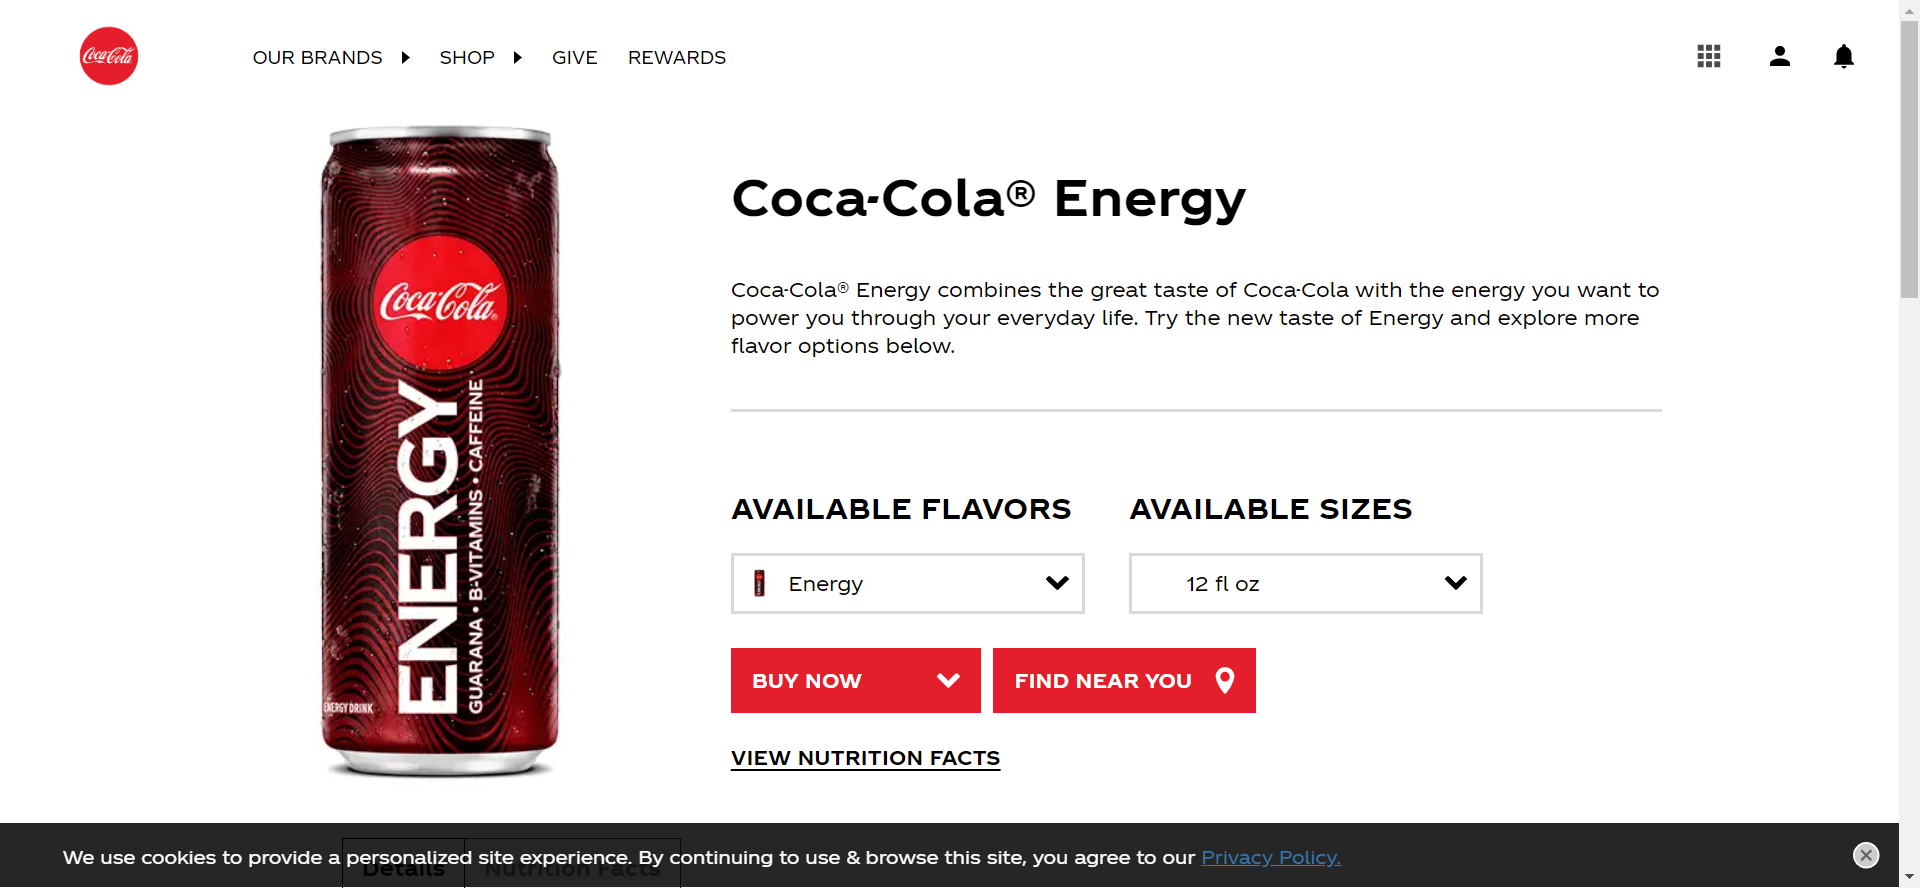 Coca-Cola
OUR BRANDS
SHOP
GIVE
REWARDS
Coca-Cola®
ENERGY
GUARANA • B-VITAMINS • CAFFEINE
ENERGY DRINK
Coca-Cola® Energy
Coca-Cola® Energy combines the great taste of Coca-Cola with the energy you want to
power you through your everyday life. Try the new taste of Energy and explore more
flavor options below.
AVAILABLE FLAVORS
AVAILABLE SIZES
Energy
12 fl oz
BUY NOW
FIND NEAR YOU
VIEW NUTRITION FACTS
Details
Nutrition Facts
We use cookies to provide a personalized site experience. By continuing to use & browse this site, you agree to our Privacy Policy.